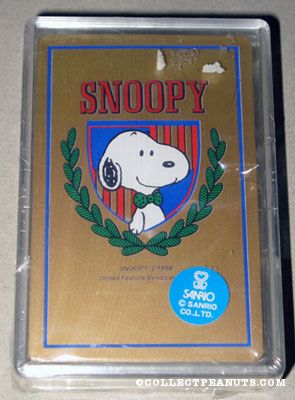 SNOOPY
SNOOPY ©1958
United Feature Syndicate
SANRIO
© SANRIO
CO.,LTD.
©COLLECTPEANUTS.COM